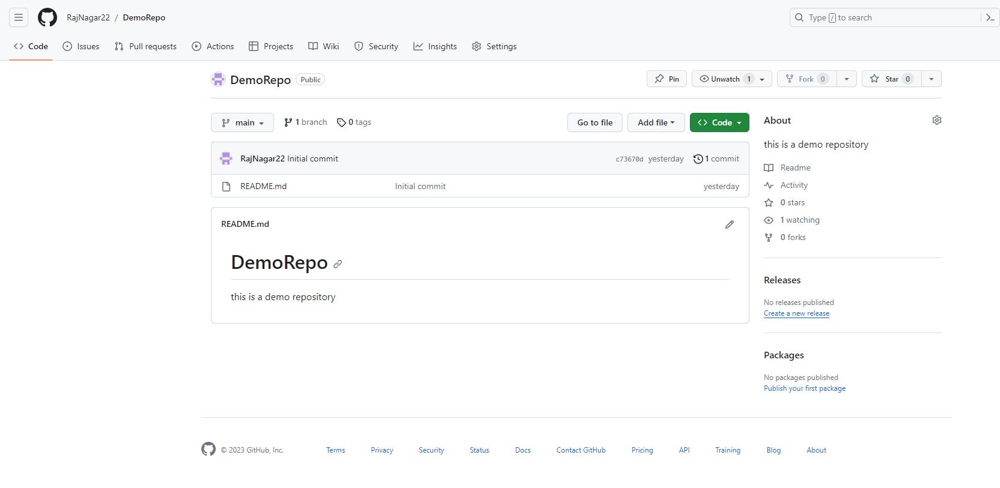 RajNagar22 / DemoRepo
Type / to search
Code Issues Pull requests Actions Projects Wiki Security Insights Settings
DemoRepo Public
Pin Unwatch 1 Fork 0 Star 0
main 1 branch 0 tags Go to file Add file Code
RajNagar22 Initial commit c73670d yesterday 1 commit
README.md Initial commit yesterday
README.md
DemoRepo
this is a demo repository
About
this is a demo repository
Readme
Activity
0 stars
1 watching
0 forks
Releases
No releases published
Create a new release
Packages
No packages published
Publish your first package
© 2023 GitHub, Inc. Terms Privacy Security Status Docs Contact GitHub Pricing API Training Blog About